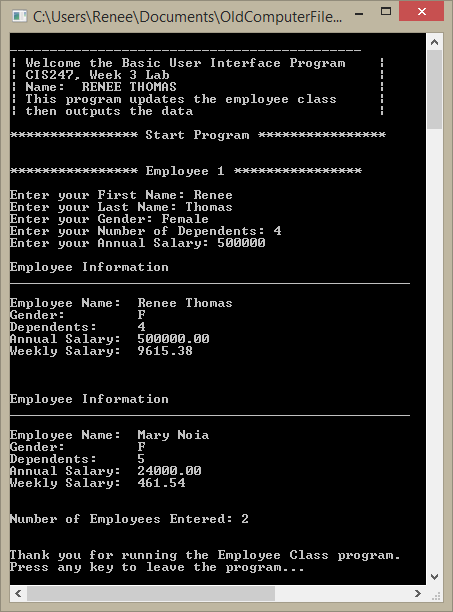 C:\Users\Renee\Documents\OldComputerFile...
| Welcome the Basic User Interface Program |
| CIS247, Week 3 Lab |
| Name: RENEE THOMAS |
| This program updates the employee class |
| then outputs the data |
**************** Start Program ****************
**************** Employee 1 ****************
Enter your First Name: Renee
Enter your Last Name: Thomas
Enter your Gender: Female
Enter your Number of Dependents: 4
Enter your Annual Salary: 500000
Employee Information
Employee Name: Renee Thomas
Gender: F
Dependents: 4
Annual Salary: 500000.00
Weekly Salary: 9615.38
Employee Information
Employee Name: Mary Noia
Gender: F
Dependents: 5
Annual Salary: 24000.00
Weekly Salary: 461.54
Number of Employees Entered: 2
Thank you for running the Employee Class program.
Press any key to leave the program...